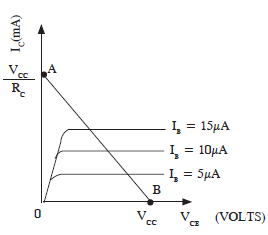 I_C(mA)
V_CC / R_C
A
I_B = 15μA
I_B = 10μA
I_B = 5μA
B
0
V_CC
V_CE (VOLTS)